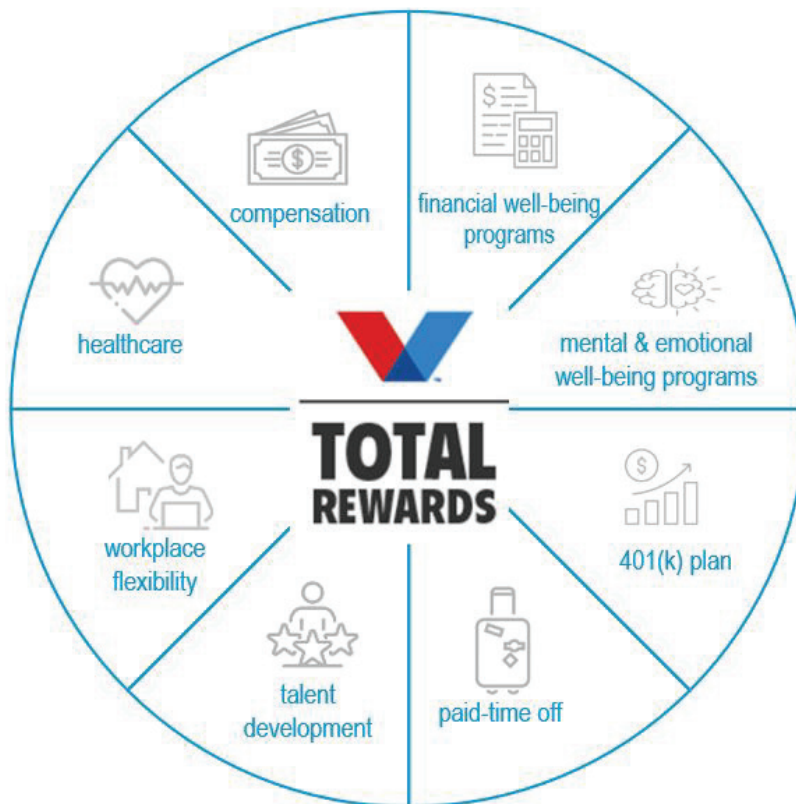 compensation
financial well-being
programs
healthcare
mental & emotional
well-being programs
TOTAL
REWARDS
workplace
flexibility
401(k) plan
talent
development
paid-time off